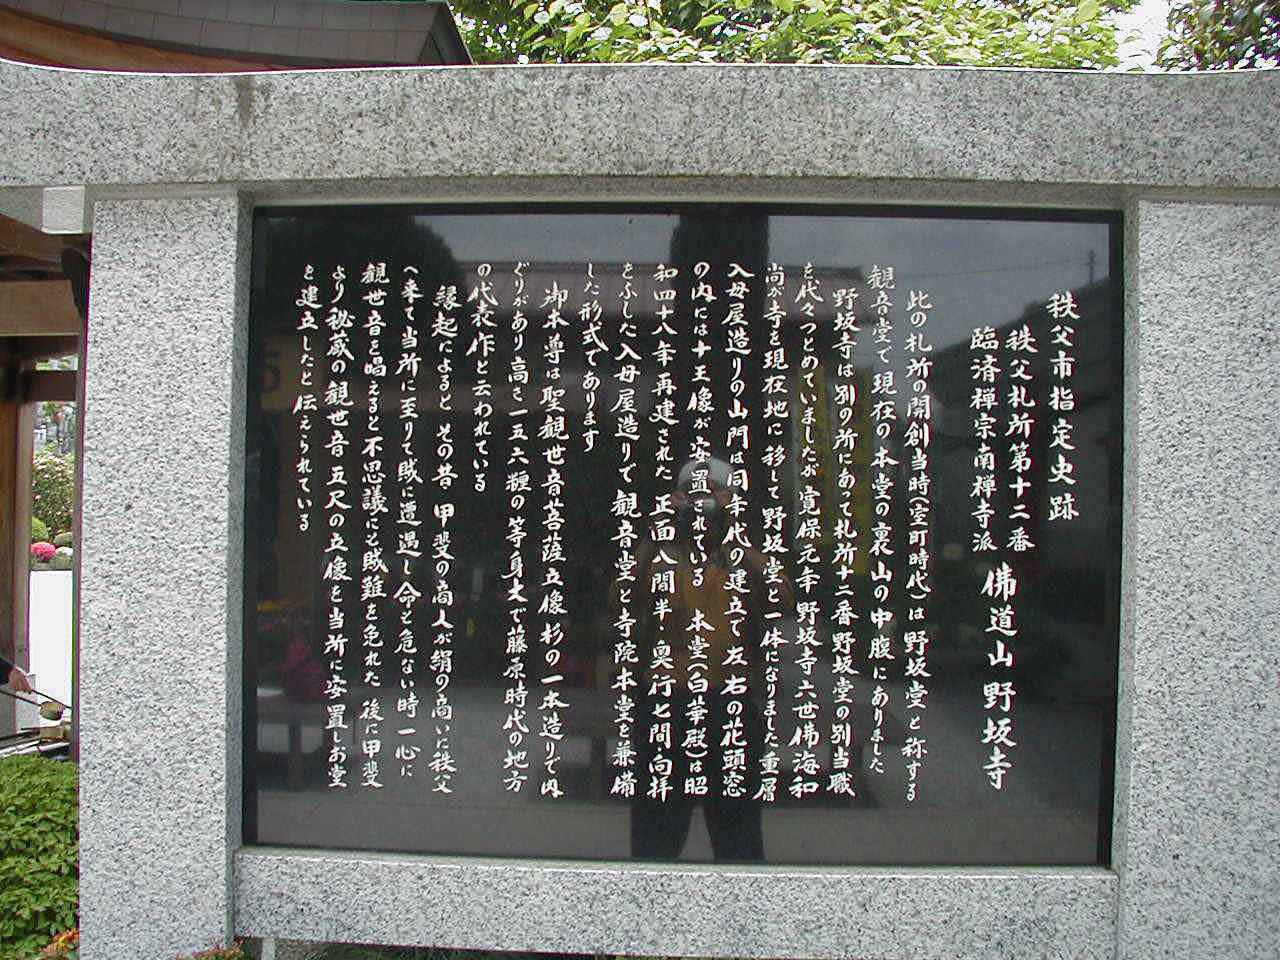 秩父市指定史跡
秩父札所第十二番
臨済禅宗南禅寺派
佛道山 野坂寺
此の札所の開創当時(室町時代)は野坂堂と称する
観音堂で現在の本堂の裏山の中腹にありました
野坂寺は別の所にあって札所十二番野坂堂の別当職
を代々つとめていましたが寛保元年野坂寺六世佛海和
尚が寺を現在地に移して野坂堂と一体になりました重層
入母屋造りの山門は同年代の建立で左右の花頭窓
の内には十王像が安置されている 本堂(白華殿)は昭
和四十八年再建された 正面八間半・奥行七間向拝
をふした入母屋造りで観音堂と寺院本堂を兼備
した形式であります
御本尊は聖観世音菩薩立像杉の一本造りで内
ぐりがあり高さ一五六糎の等身大で藤原時代の地方
の代表作と云われている
縁起によると その昔 甲斐の商人が絹の商いに秩父
へ来て当所に至りて賊に遭遇し命も危ない時一心に
観世音を唱えると不思議にも賊難を免れた 後に甲斐
より秘蔵の観世音五尺の立像を当所に安置しお堂
を建立したと伝えられている